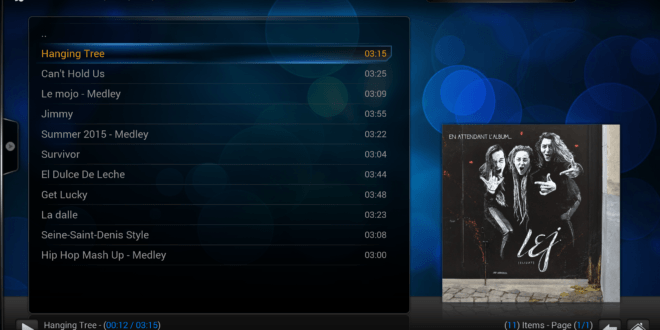 ..
Hanging Tree 03:15
Can't Hold Us 03:25
Le mojo - Medley 03:09
Jimmy 03:55
Summer 2015 - Medley 03:22
Survivor 03:04
El Dulce De Leche 03:44
Get Lucky 03:48
La dalle 03:23
Seine-Saint-Denis Style 03:08
Hip Hop Mash Up - Medley 03:00
EN ATTENDANT L'ALBUM...
LEJ
Hanging Tree - (00:12 / 03:15)
(11) Items - Page (1/1)